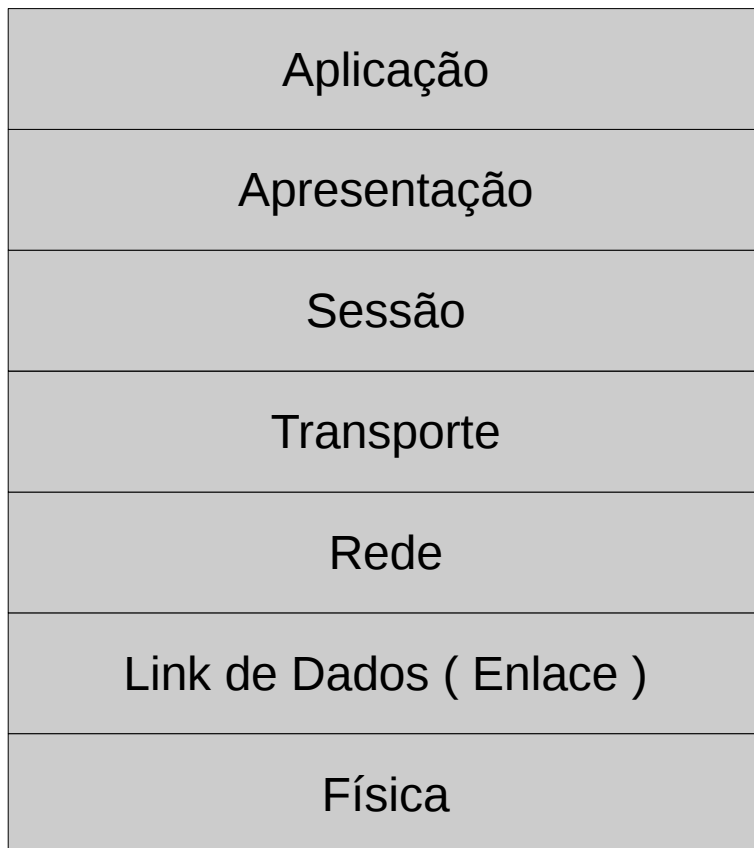 Aplicação
Apresentação
Sessão
Transporte
Rede
Link de Dados ( Enlace )
Física